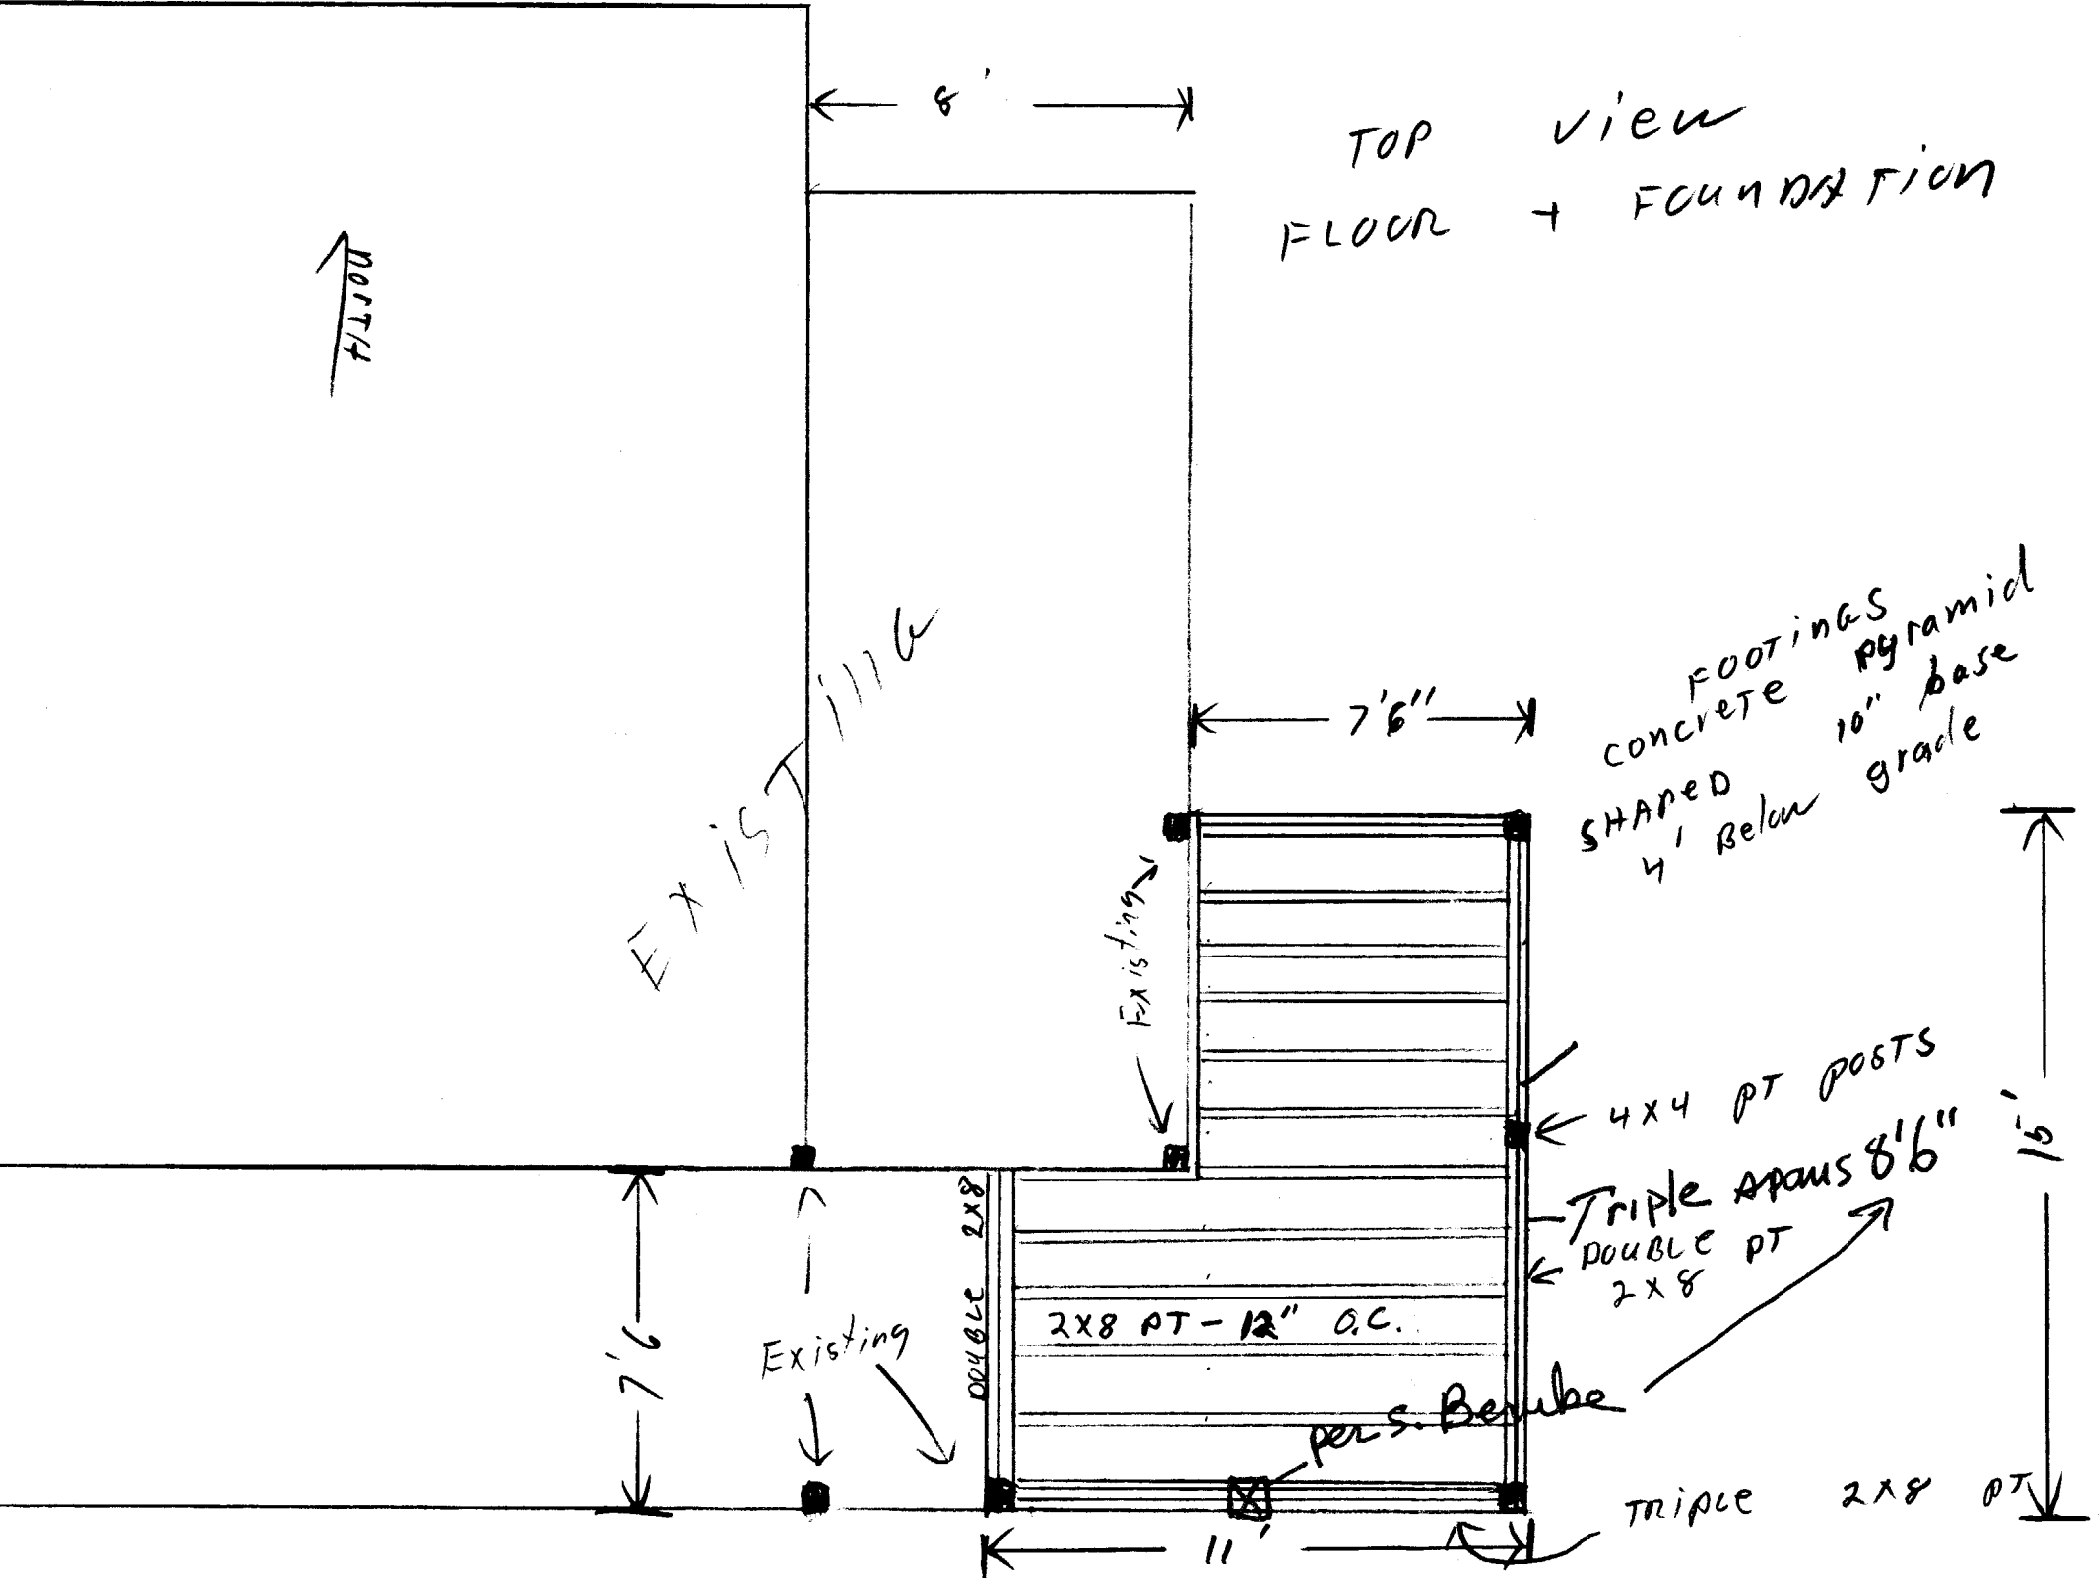 8'
TOP view
FLOOR + FOUNDATION
NORTH
Existing
7'6"
FOOTINGS
concreTe pyramid
SHAPED 10" base
4' Below grade
Existing
4x4 PT POSTS
15'
Triple spans 8'6"
DOUBLE PT
2x8
DOUBLE 2x8
7'6
Existing
2x8 PT - 12" O.C.
per S. Berube
TRIPLE 2x8 PT
11'